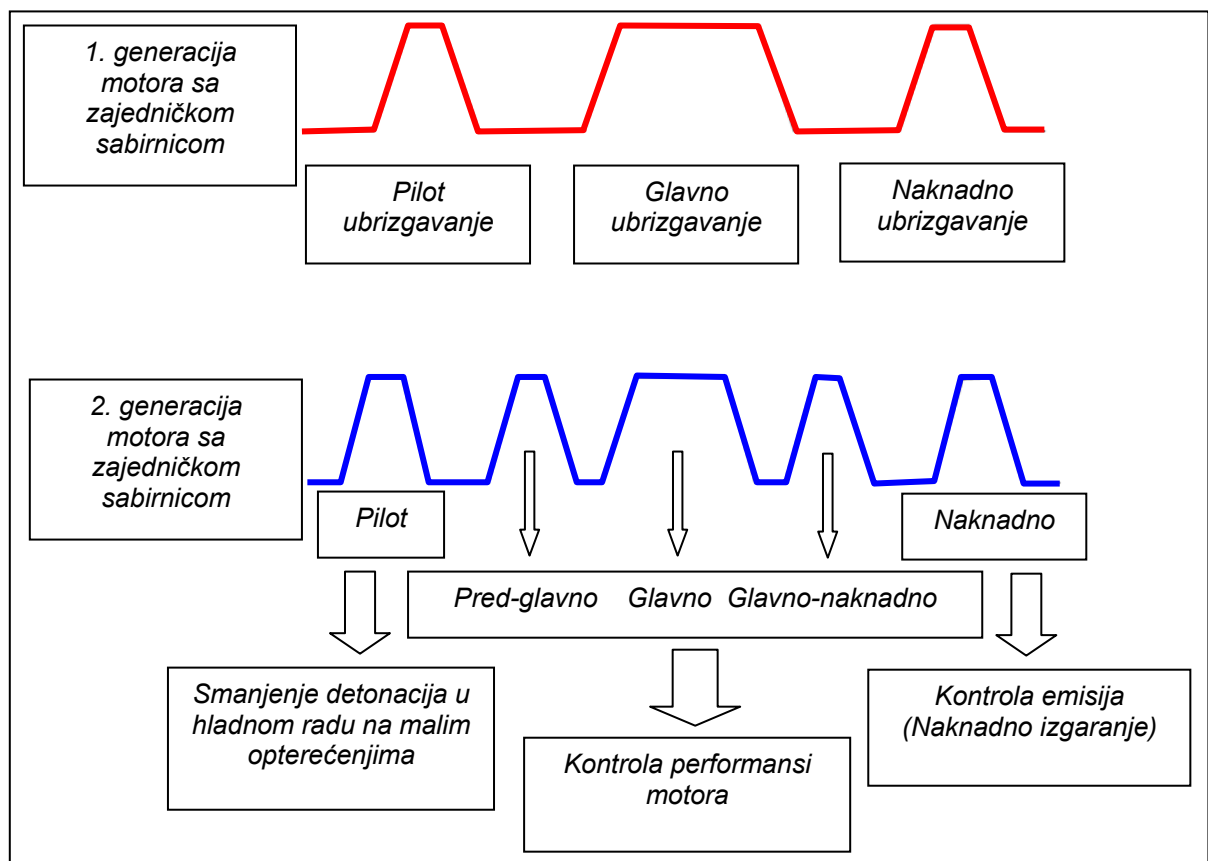 1. generacija
motora sa
zajedničkom
sabirnicom
Pilot
ubrizgavanje
Glavno
ubrizgavanje
Naknadno
ubrizgavanje
2. generacija
motora sa
zajedničkom
sabirnicom
Pilot
Naknadno
Pred-glavno Glavno Glavno-naknadno
Smanjenje detonacija u
hladnom radu na malim
opterećenjima
Kontrola performansi
motora
Kontrola emisija
(Naknadno izgaranje)